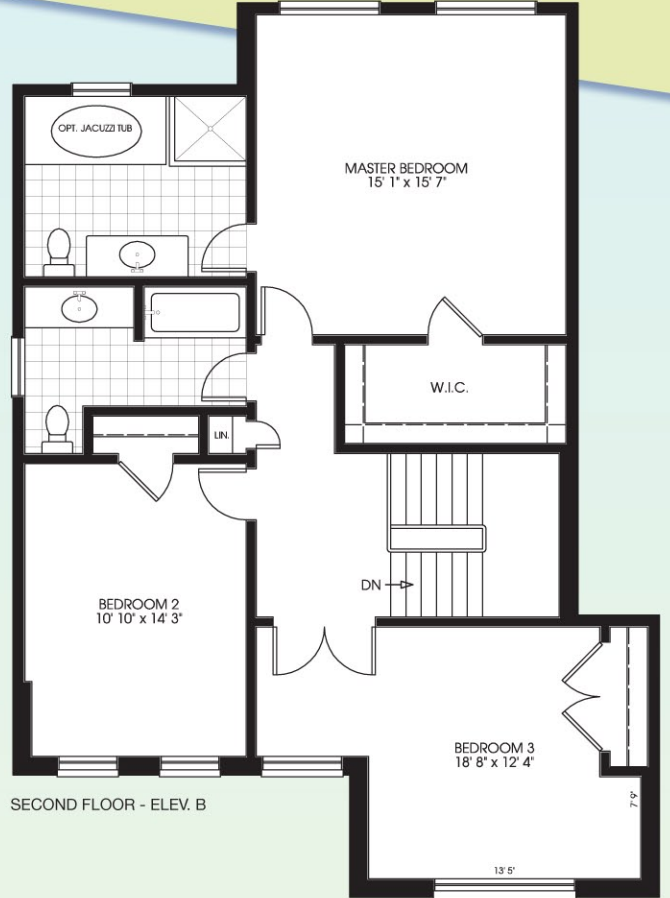 OPT. JACUZZI TUB
MASTER BEDROOM
15' 1" x 15' 7"
W.I.C.
LIN.
DN
BEDROOM 2
10' 10" x 14' 3"
BEDROOM 3
18' 8" x 12' 4"
7' 9"
13' 5"
SECOND FLOOR - ELEV. B